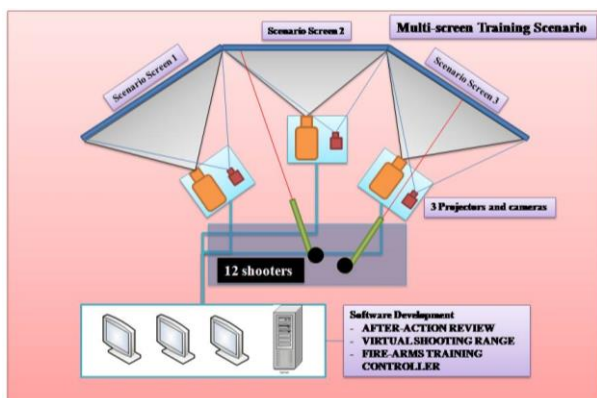 Scenario Screen 2
Multi-screen Training Scenario
Scenario Screen 1
Scenario Screen 3
3 Projectors and cameras
12 shooters
Software Development
- AFTER-ACTION REVIEW
- VIRTUAL SHOOTING RANGE
- FIRE-ARMS TRAINING
CONTROLLER